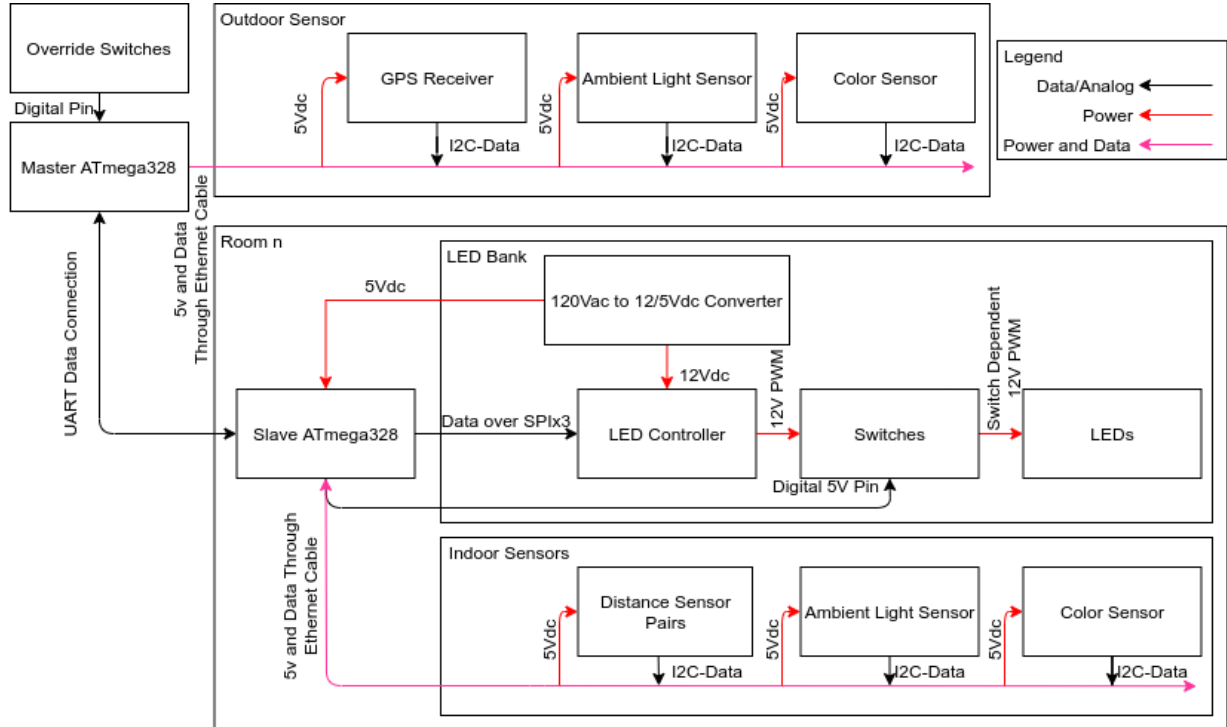 Override Switches
Digital Pin
Master ATmega328
Outdoor Sensor
GPS Receiver
Ambient Light Sensor
Color Sensor
5Vdc
5Vdc
5Vdc
I2C-Data
I2C-Data
I2C-Data
Legend
Data/Analog
Power
Power and Data
UART Data Connection
5v and Data
Through Ethernet Cable
Room n
LED Bank
120Vac to 12/5Vdc Converter
5Vdc
12Vdc
Slave ATmega328
Data over SPIx3
LED Controller
12V PWM
Switches
Switch Dependent
12V PWM
LEDs
Digital 5V Pin
5v and Data Through
Ethernet Cable
Indoor Sensors
Distance Sensor
Pairs
Ambient Light Sensor
Color Sensor
5Vdc
5Vdc
5Vdc
I2C-Data
I2C-Data
I2C-Data